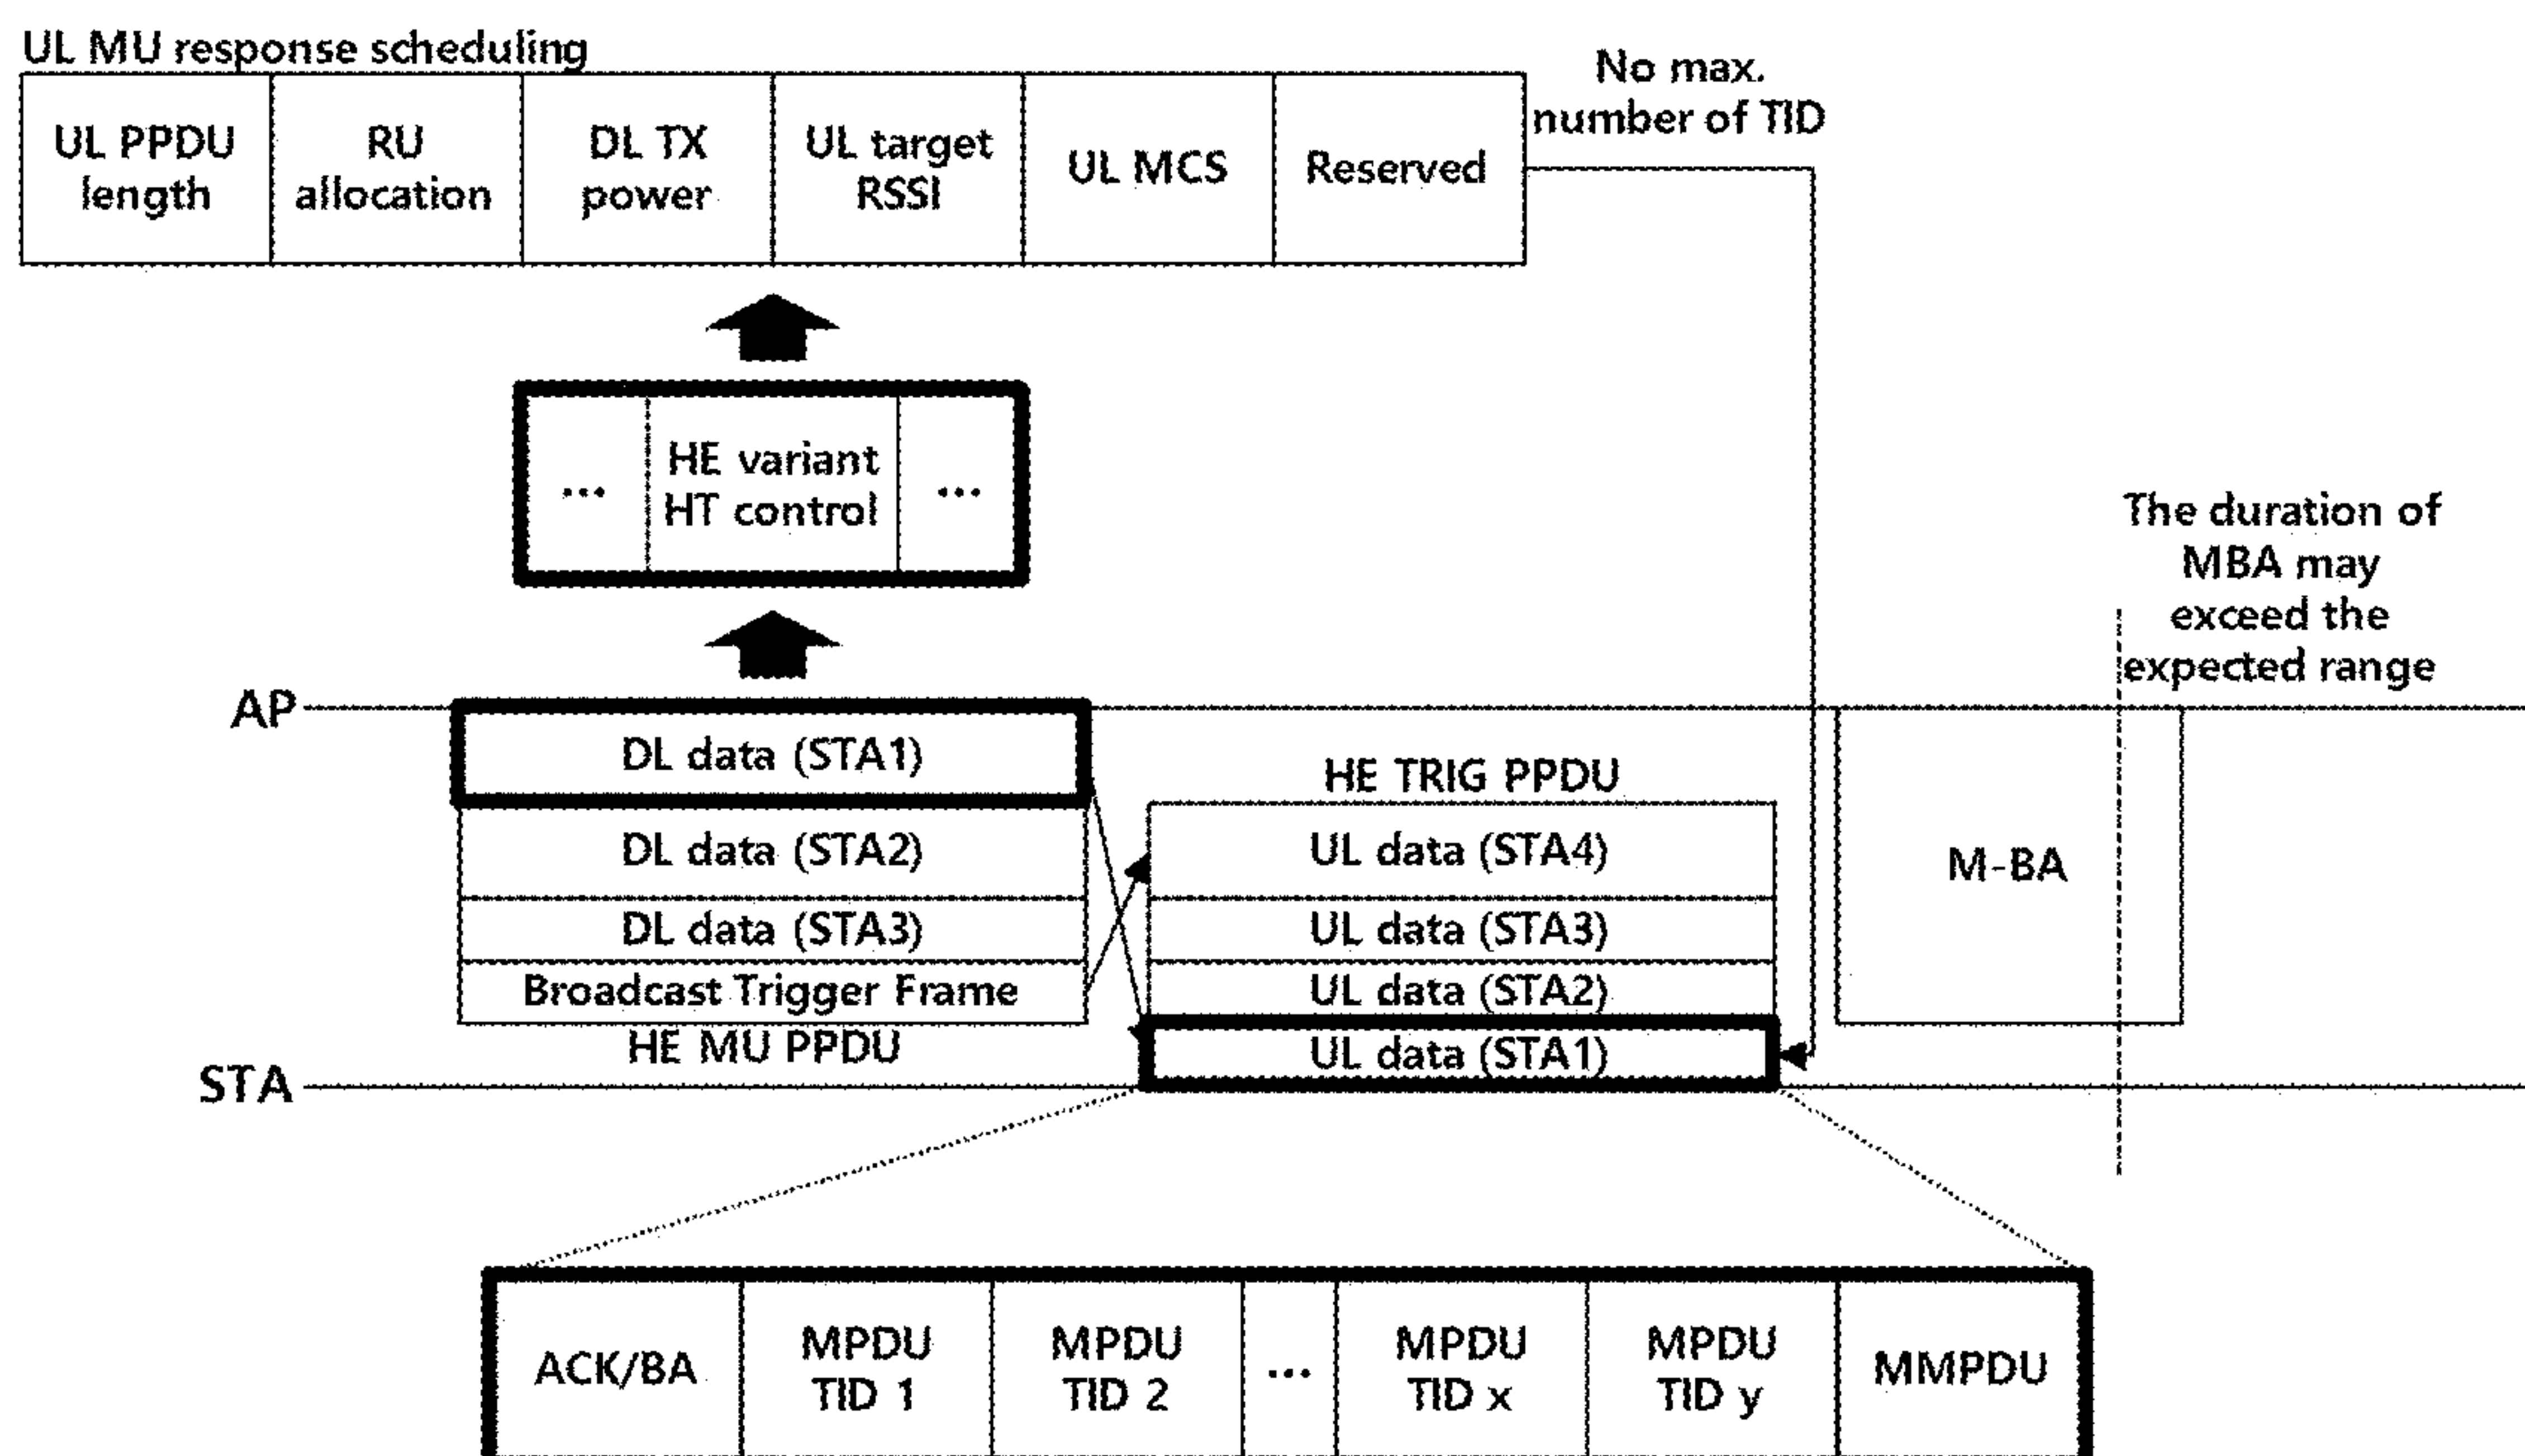 UL MU response scheduling
No max.
number of TID
UL PPDU
length
RU
allocation
DL TX
power
UL target
RSSI
UL MCS
Reserved
...
HE variant
HT control
...
The duration of
MBA may
exceed the
expected range
AP
DL data (STA1)
DL data (STA2)
DL data (STA3)
Broadcast Trigger Frame
HE MU PPDU
HE TRIG PPDU
UL data (STA4)
UL data (STA3)
UL data (STA2)
UL data (STA1)
M-BA
STA
ACK/BA
MPDU
TID 1
MPDU
TID 2
...
MPDU
TID x
MPDU
TID y
MMPDU